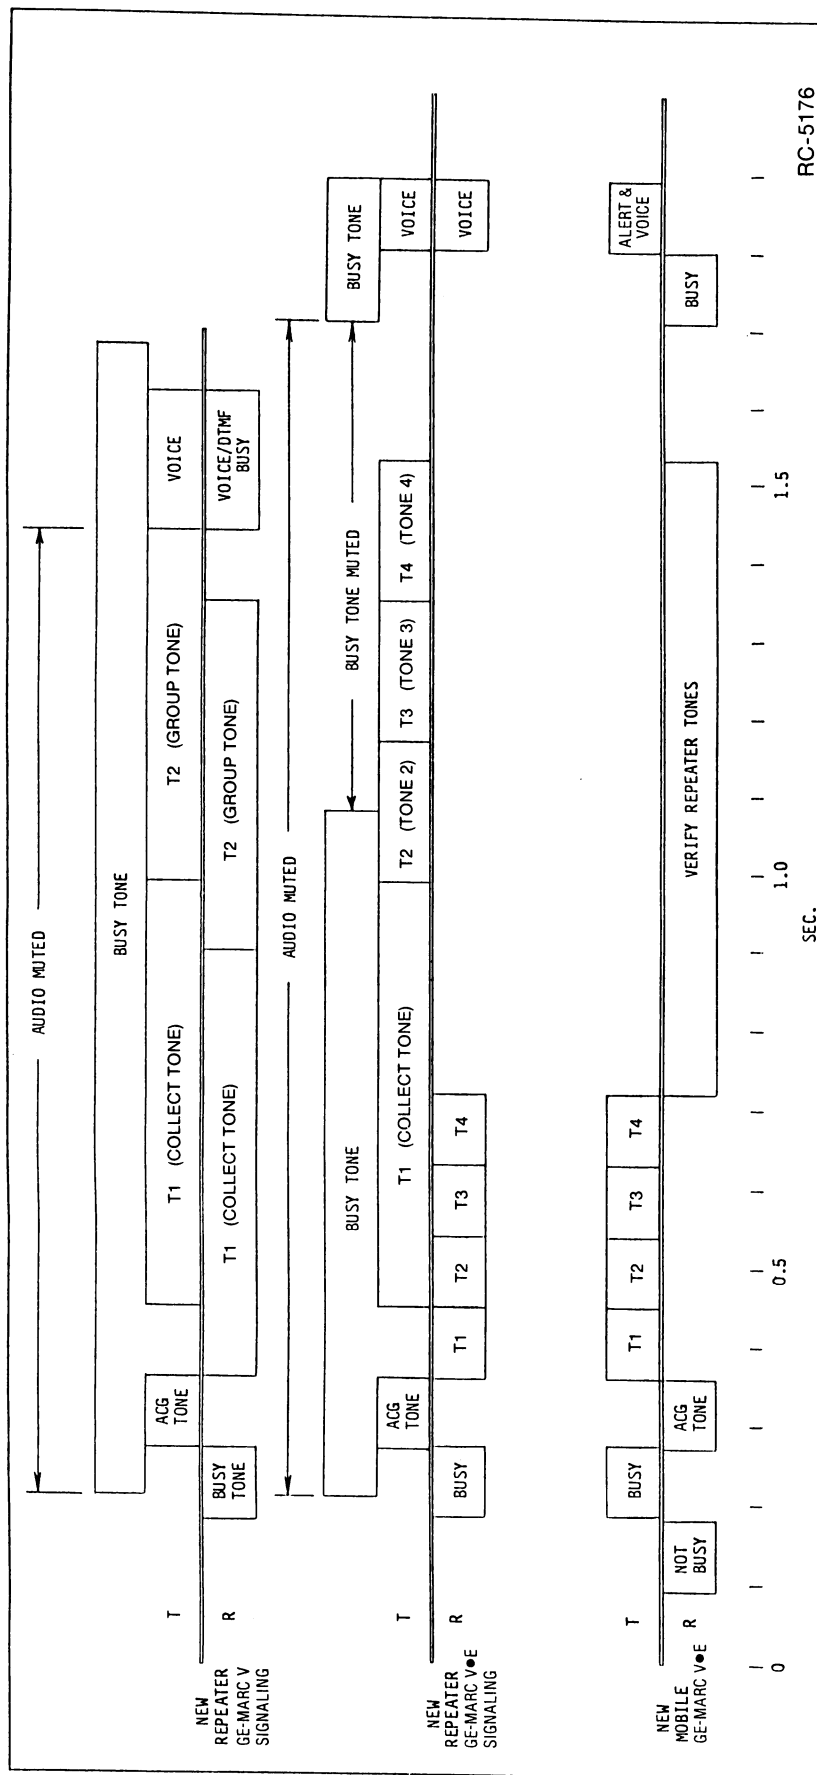 AUDIO MUTED
BUSY TONE
T
ACG
TONE
T1 (COLLECT TONE)
T2 (GROUP TONE)
VOICE
NEW
REPEATER
GE-MARC V
SIGNALING
R
BUSY
TONE
T1 (COLLECT TONE)
T2 (GROUP TONE)
VOICE/DTMF
BUSY
AUDIO MUTED
BUSY TONE
BUSY TONE MUTED
BUSY TONE
T
ACG
TONE
T1 (COLLECT TONE)
T2 (TONE 2)
T3 (TONE 3)
T4 (TONE 4)
VOICE
NEW
REPEATER
GE-MARC V●E
SIGNALING
R
BUSY
T1
T2
T3
T4
VOICE
T
BUSY
T1
T2
T3
T4
ALERT &
VOICE
NEW
MOBILE
GE-MARC V●E
R
NOT
BUSY
ACG
TONE
VERIFY REPEATER TONES
BUSY
0
0.5
1.0
1.5
SEC.
RC-5176